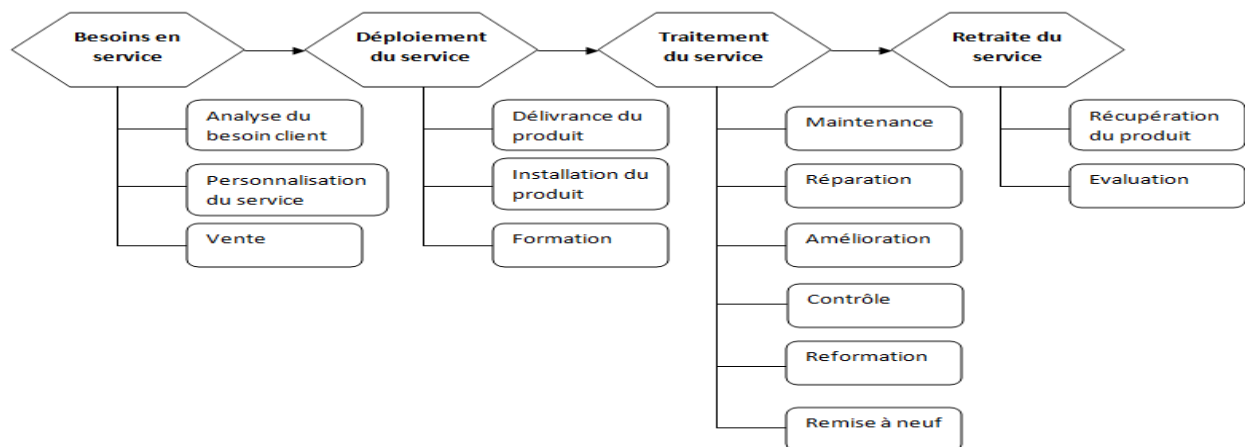 Besoins en
service
Déploiement
du service
Traitement
du service
Retraite du
service
Analyse du
besoin client
Personnalisation
du service
Vente
Délivrance du
produit
Installation du
produit
Formation
Maintenance
Réparation
Amélioration
Contrôle
Reformation
Remise à neuf
Récupération
du produit
Evaluation